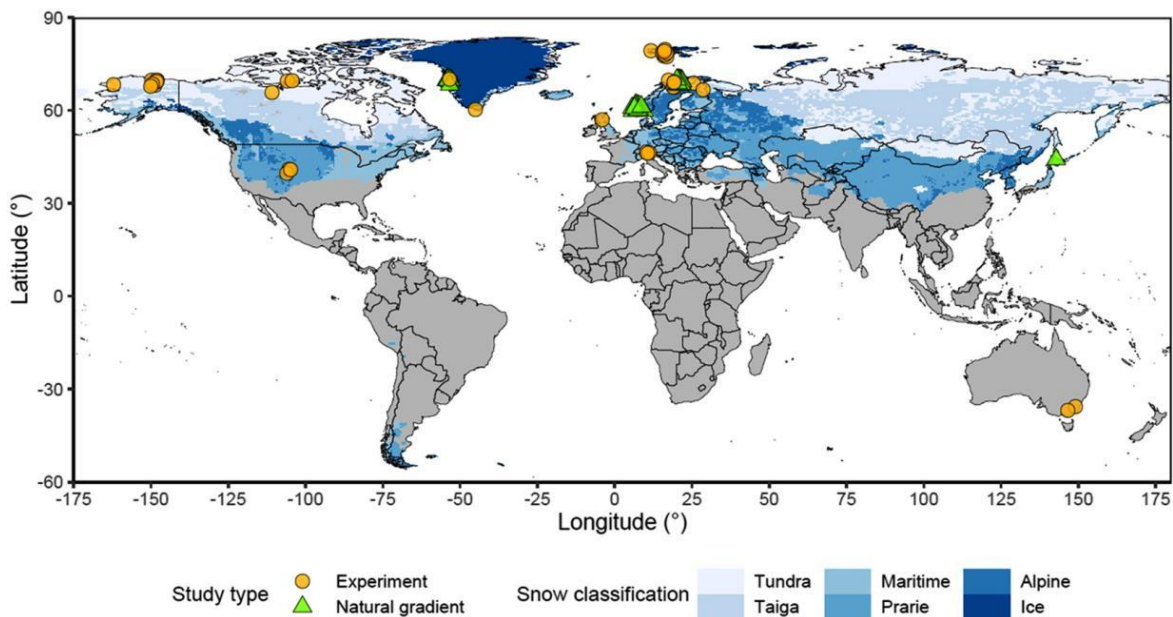 90
60
30
0
-30
-60
Latitude (°)
-175 -150 -125 -100 -75 -50 -25 0 25 50 75 100 125 150 175
Longitude (°)
Study type
Experiment
Natural gradient
Snow classification
Tundra Maritime Alpine
Taiga Prarie Ice